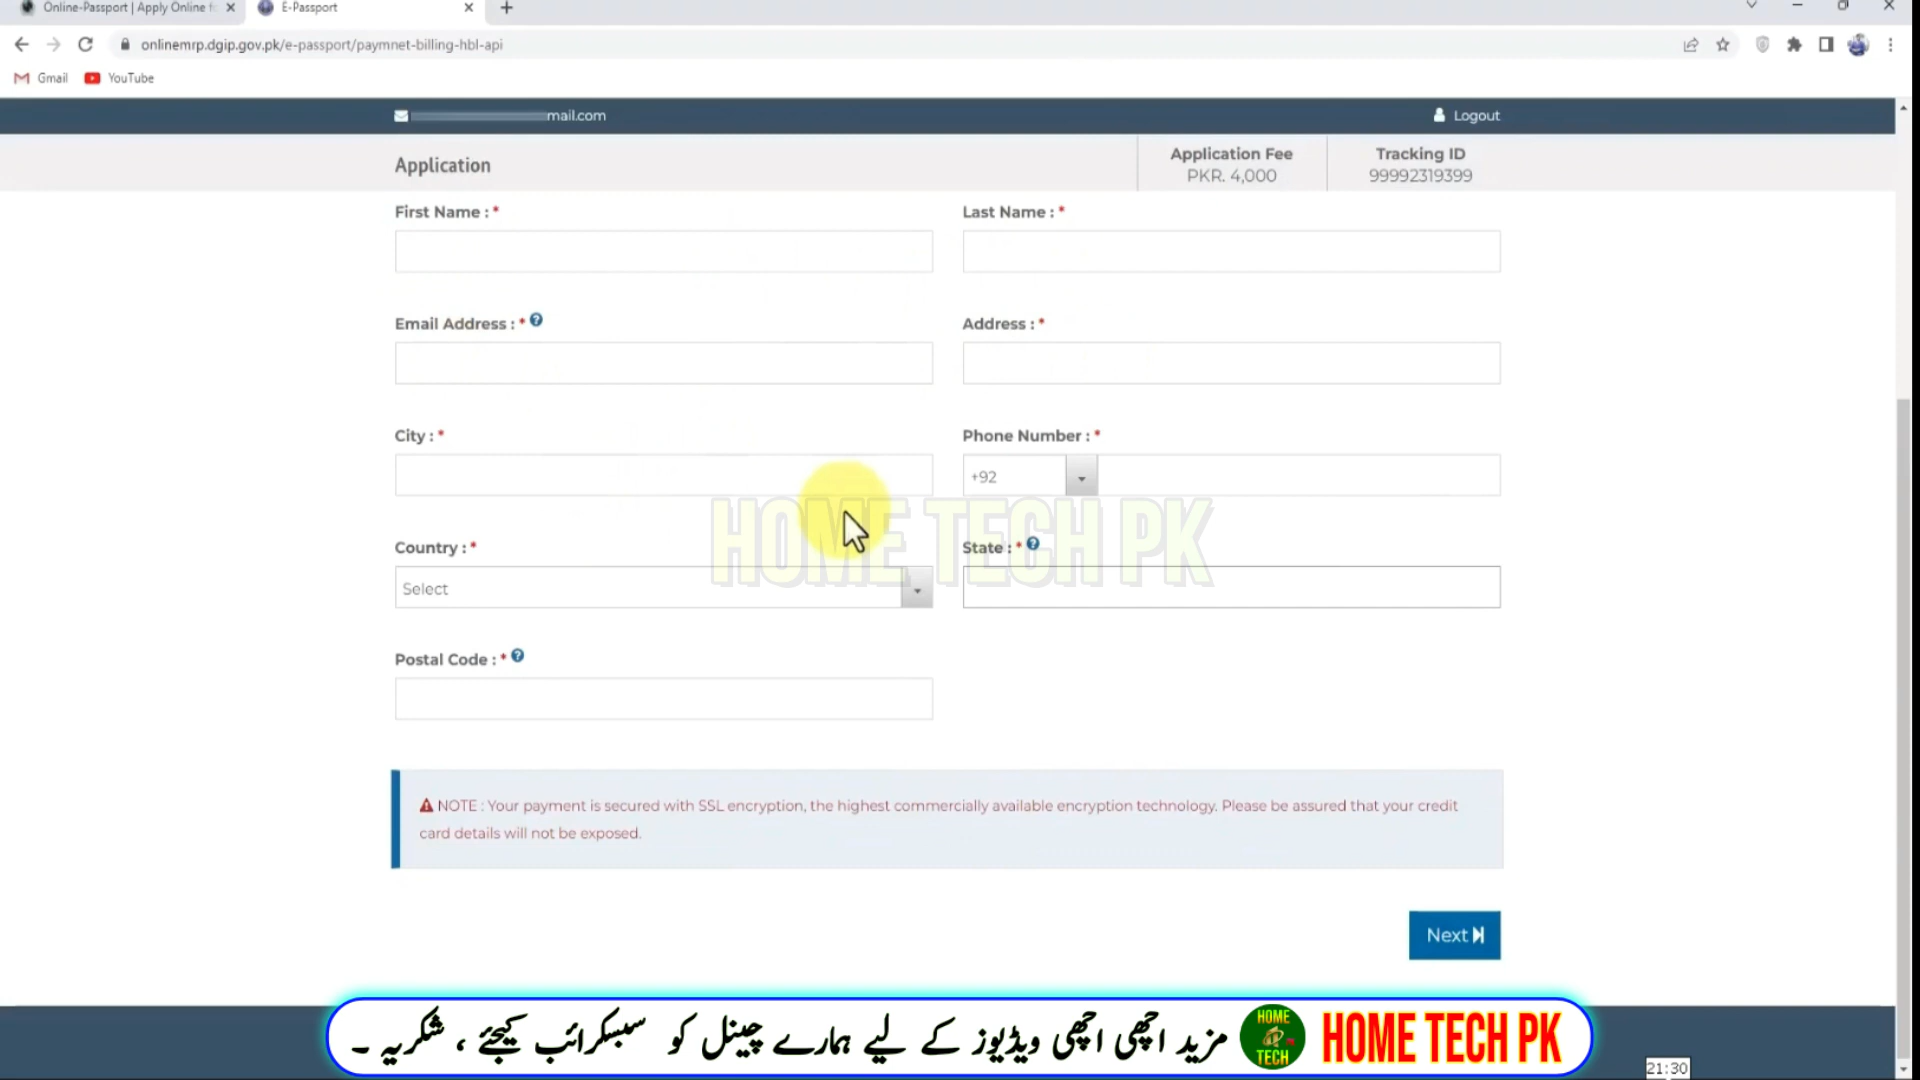 Online-Passport | Apply Online f
E-Passport
onlinemrp.dgip.gov.pk/e-passport/paymnet-billing-hbl-api
Gmail
YouTube
mail.com
Logout
Application
Application Fee
PKR. 4,000
Tracking ID
99992319399
First Name : *
Last Name : *
Email Address : *
Address : *
City : *
Phone Number : *
+92
HOME TECH PK
Country : *
State : *
Select
Postal Code : *
NOTE : Your payment is secured with SSL encryption, the highest commercially available encryption technology. Please be assured that your credit
card details will not be exposed.
Next
مزید اچھی اچھی ویڈیوز کے لیے ہمارے چینل کو سبسکرائب کیجئے ، شکریہ ۔
HOME
TECH
HOME TECH PK
21:30